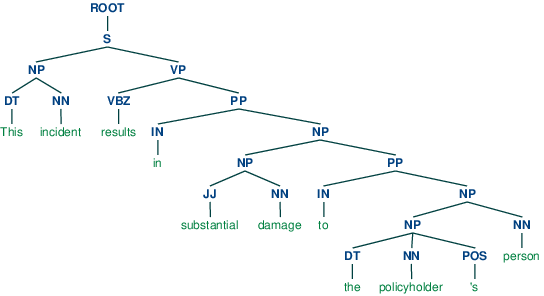 ROOT
S
NP VP
DT NN VBZ PP
This incident results IN NP
in NP PP
JJ NN IN NP
substantial damage to NP NN
DT NN POS person
the policyholder 's